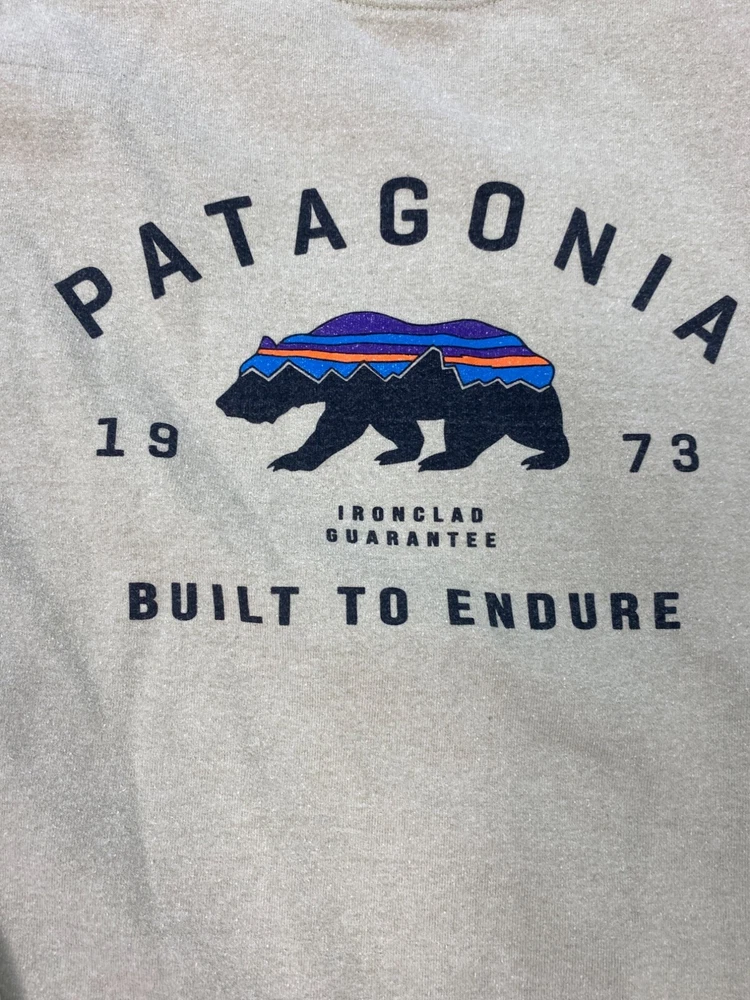 PATAGONIA
19 73
IRONCLAD
GUARANTEE
BUILT TO ENDURE